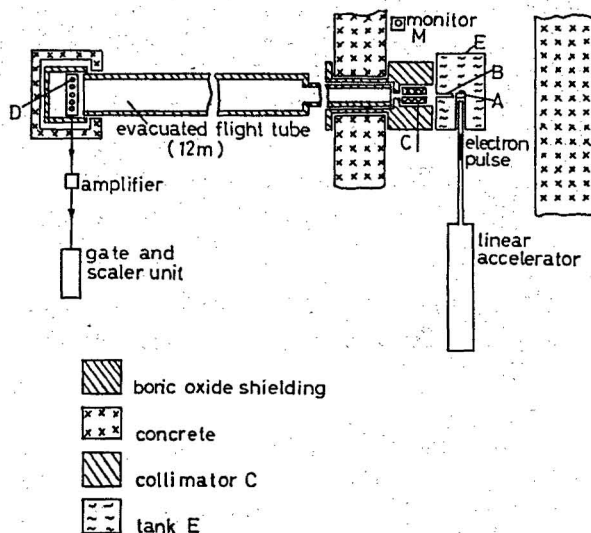 monitor
M
E
B
D
A
evacuated flight tube
(12m)
C
electron
pulse
amplifier
linear
accelerator
gate and
scaler unit
boric oxide shielding
concrete
collimator C
tank E